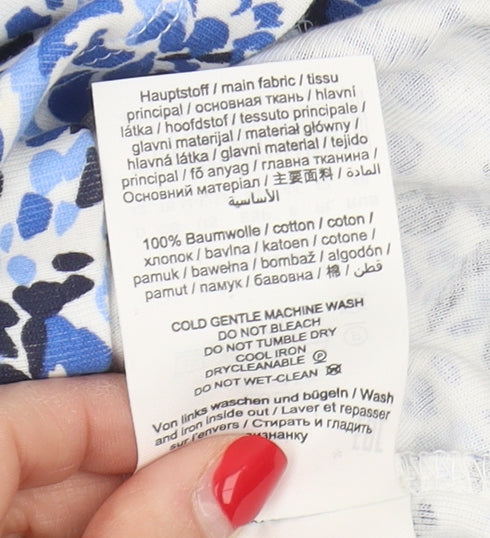 Hauptstoff / main fabric / tissu
principal / основная ткань / hlavní
látka / hoofdstof / tessuto principale /
glavni materijal / materiał główny /
hlavná látka / glavni material / tejido
principal / fő anyag / главна тканина /
Основний матеріал / 主要面料 / المادة /
الأساسية
100% Baumwolle / cotton / coton /
хлопок / bavlna / katoen / cotone /
pamuk / bawełna / bombaž / algodón /
pamut / памук / бавовна / 棉 / قطن /
COLD GENTLE MACHINE WASH
DO NOT BLEACH
DO NOT TUMBLE DRY
COOL IRON
DRYCLEANABLE Ⓟ
DO NOT WET-CLEAN
Von links waschen und bügeln / Wash
and iron inside out / Laver et repasser
sur l'envers / Стирать и гладить